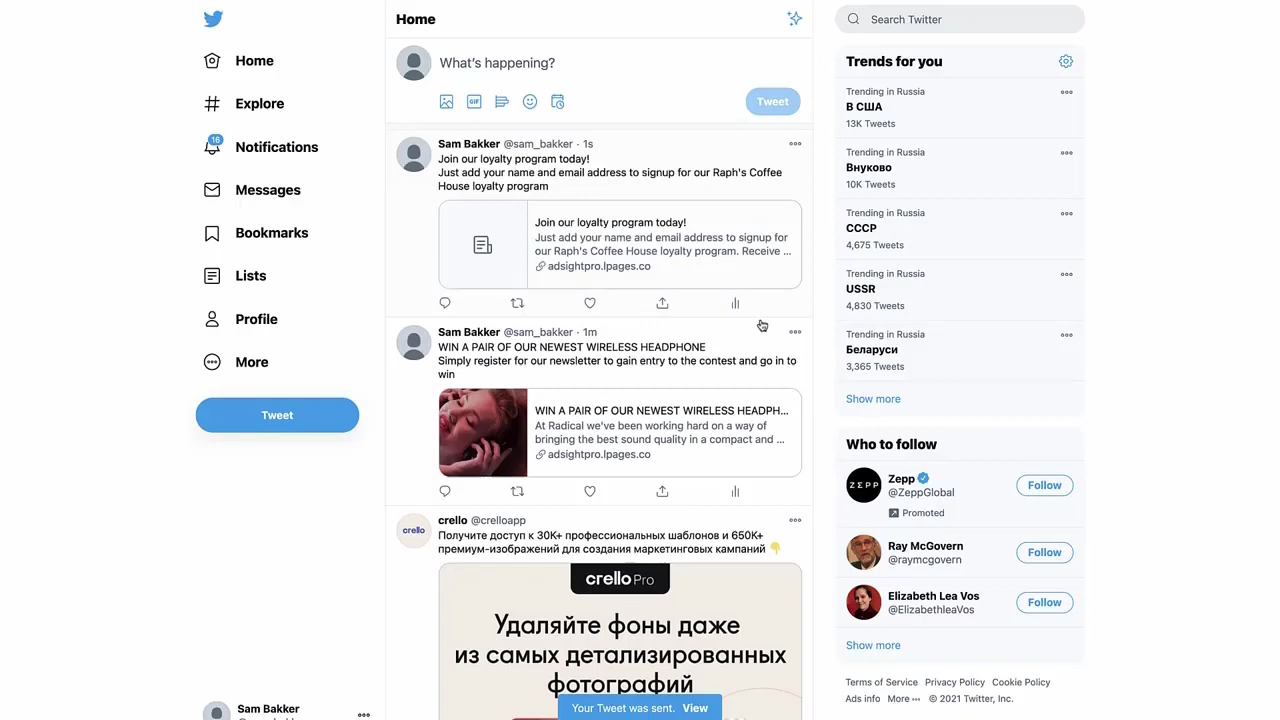 Home
Explore
16
Notifications
Messages
Bookmarks
Lists
Profile
More
Tweet
Sam Bakker
Home
What's happening?
GIF
Tweet
Sam Bakker @sam_bakker · 1s
Join our loyalty program today!
Just add your name and email address to signup for our Raph's Coffee
House loyalty program
Join our loyalty program today!
Just add your name and email address to signup for
our Raph's Coffee House loyalty program. Receive ...
adsightpro.lpages.co
Sam Bakker @sam_bakker · 1m
WIN A PAIR OF OUR NEWEST WIRELESS HEADPHONE
Simply register for our newsletter to gain entry to the contest and go in to
win
WIN A PAIR OF OUR NEWEST WIRELESS HEADPH...
At Radical we've been working hard on a way of
bringing the best sound quality in a compact and ...
adsightpro.lpages.co
crello
crello @crelloapp
Получите доступ к 30K+ профессиональных шаблонов и 650K+
премиум-изображений для создания маркетинговых кампаний 👇
crello Pro
Удаляйте фоны даже
из самых детализированных
фотографий
Your Tweet was sent. View
Search Twitter
Trends for you
Trending in Russia
В США
13K Tweets
Trending in Russia
Внуково
10K Tweets
Trending in Russia
СССР
4,675 Tweets
Trending in Russia
USSR
4,830 Tweets
Trending in Russia
Беларуси
3,365 Tweets
Show more
Who to follow
ZEPP
Zepp
@ZeppGlobal
Follow
Promoted
Ray McGovern
@raymcgovern
Follow
Elizabeth Lea Vos
@ElizabethleaVos
Follow
Show more
Terms of Service Privacy Policy Cookie Policy
Ads info More ··· © 2021 Twitter, Inc.